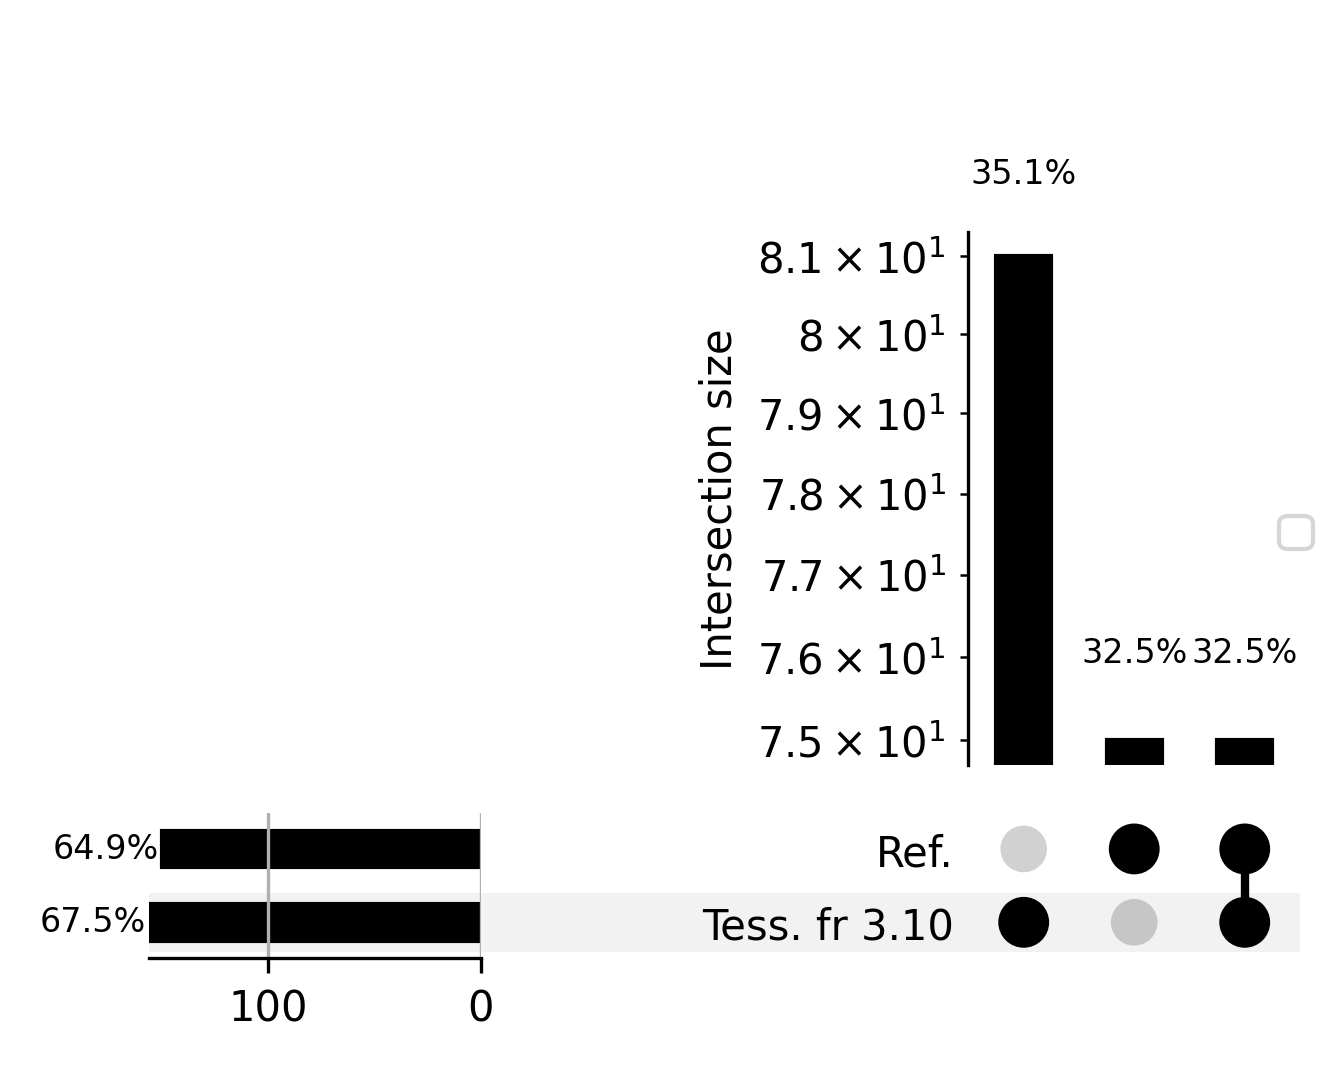 35.1%
8.1 × 10¹
8 × 10¹
7.9 × 10¹
7.8 × 10¹
7.7 × 10¹
7.6 × 10¹
7.5 × 10¹
Intersection size
32.5% 32.5%
64.9%
Ref.
67.5%
Tess. fr 3.10
100 0